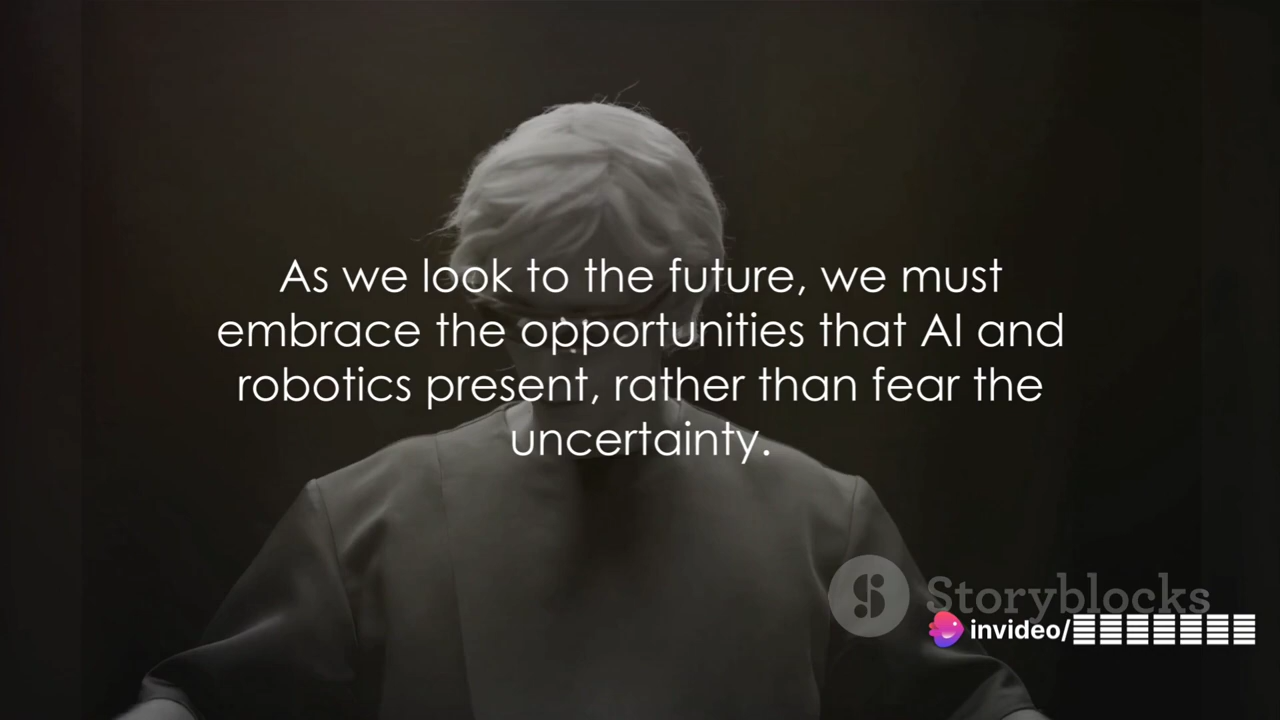 As we look to the future, we must
embrace the opportunities that AI and
robotics present, rather than fear the
uncertainty.
Storyblocks
invideo/